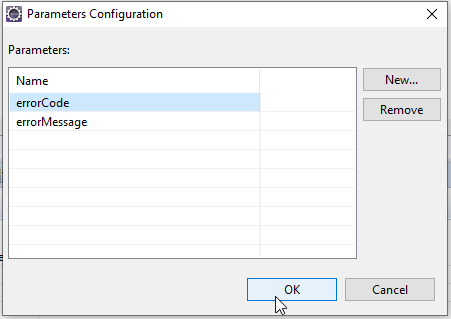 Parameters Configuration
Parameters:
Name
errorCode
errorMessage
New...
Remove
OK
Cancel